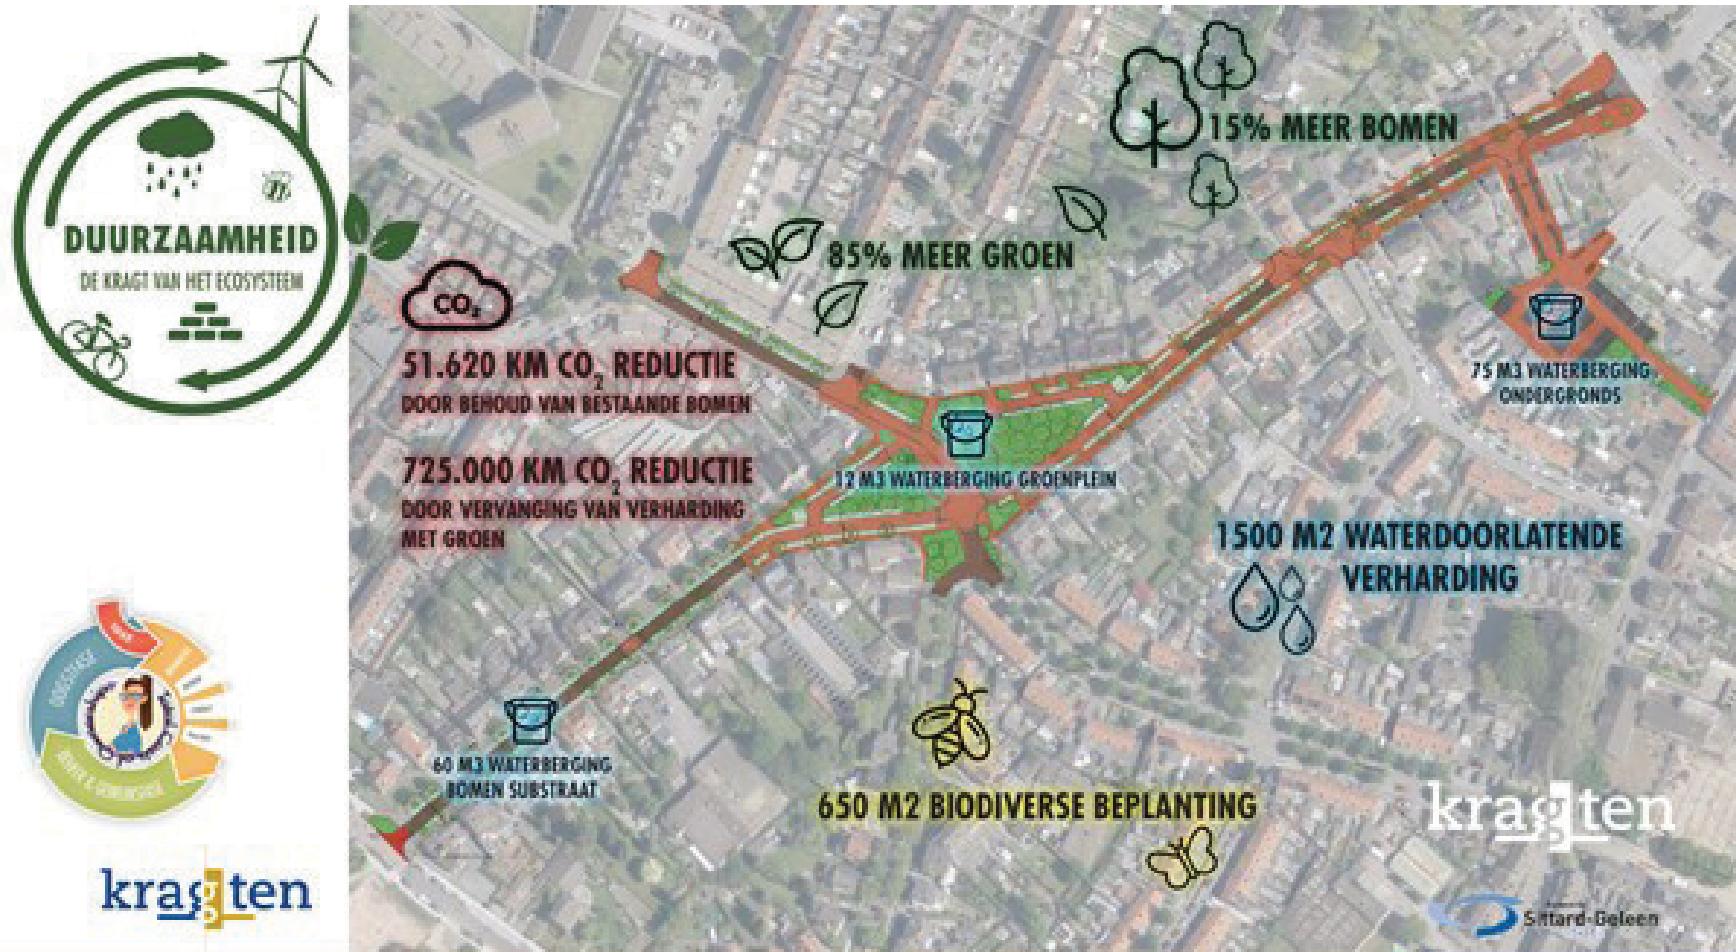 DUURZAAMHEID
DE KRAGT VAN HET ECOSYSTEEM
CO2
51.620 KM CO2 REDUCTIE
DOOR BEHOUD VAN BESTAANDE BOMEN
725.000 KM CO2 REDUCTIE
DOOR VERVANGING VAN VERHARDING
MET GROEN
85% MEER GROEN
15% MEER BOMEN
75 M3 WATERBERGING
ONDERGRONDS
12 M3 WATERBERGING GROENPLEIN
1500 M2 WATERDOORLATENDE
VERHARDING
60 M3 WATERBERGING
BOMEN SUBSTRAAT
650 M2 BIODIVERSE BEPLANTING
kragten
kragten
Sittard-Geleen